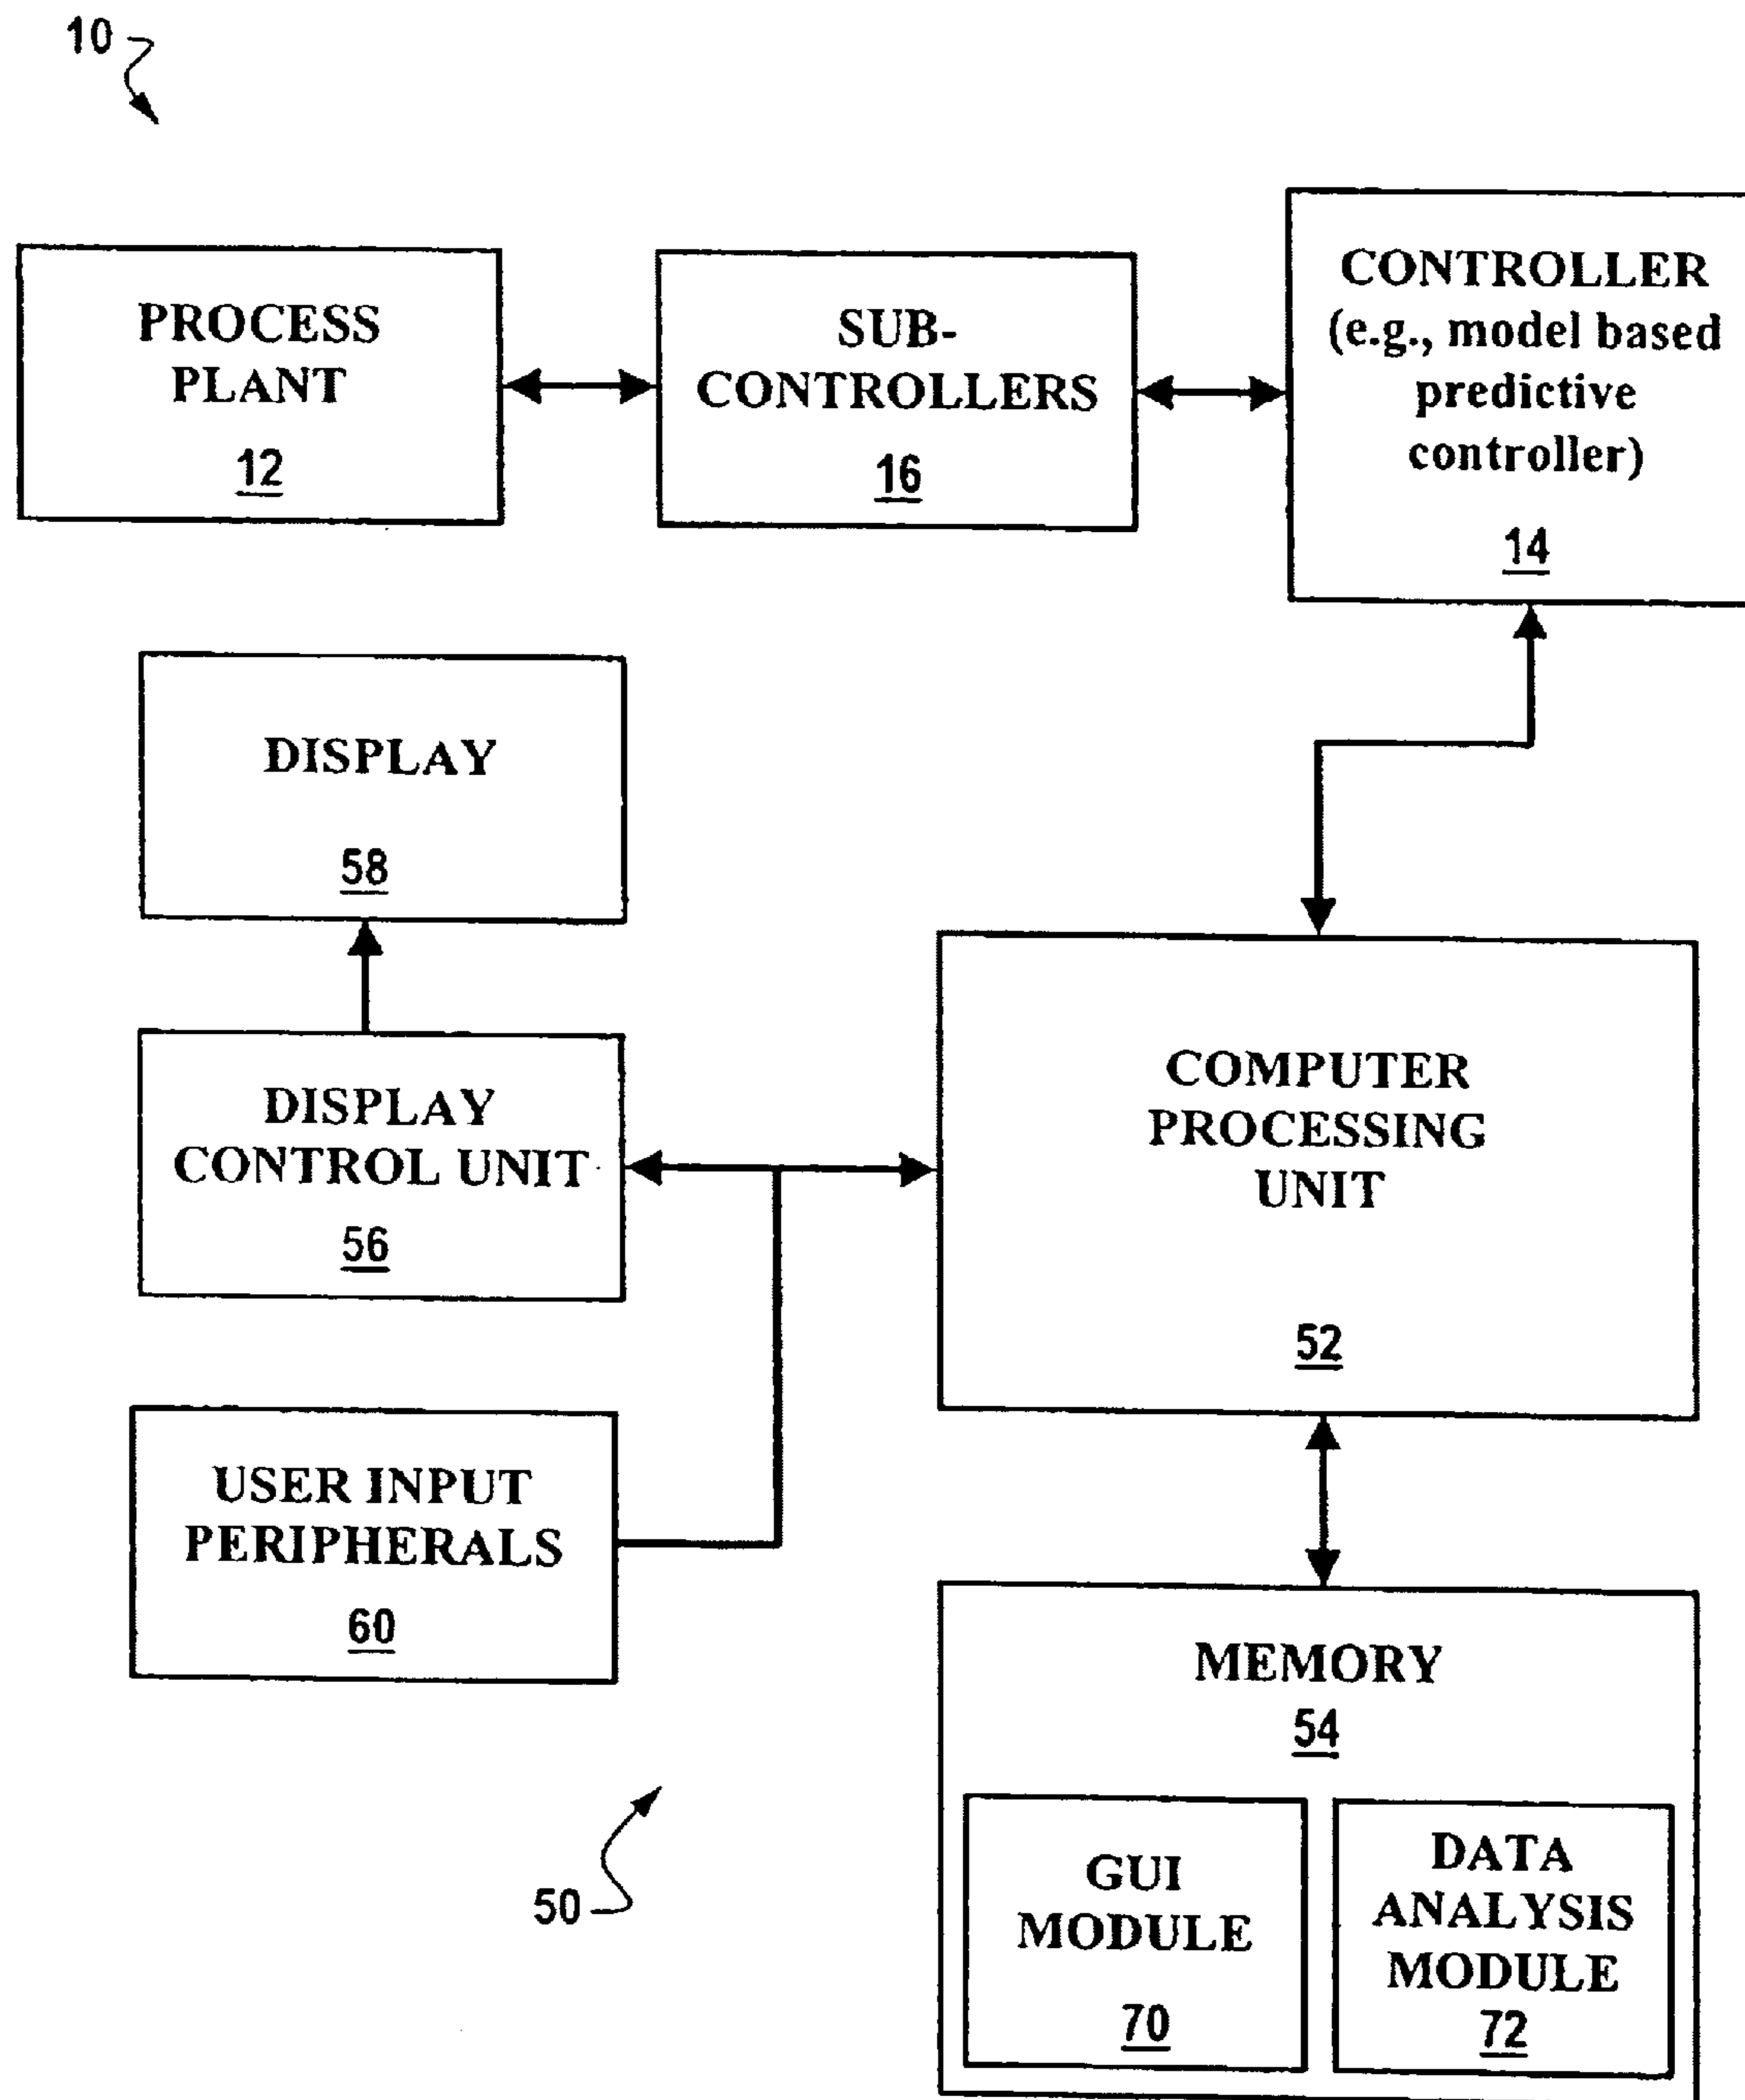 10
PROCESS
PLANT
12
SUB-
CONTROLLERS
16
CONTROLLER
(e.g., model based
predictive
controller)
14
DISPLAY
58
DISPLAY
CONTROL UNIT
56
COMPUTER
PROCESSING
UNIT
52
USER INPUT
PERIPHERALS
60
MEMORY
54
GUI
MODULE
70
DATA
ANALYSIS
MODULE
72
50